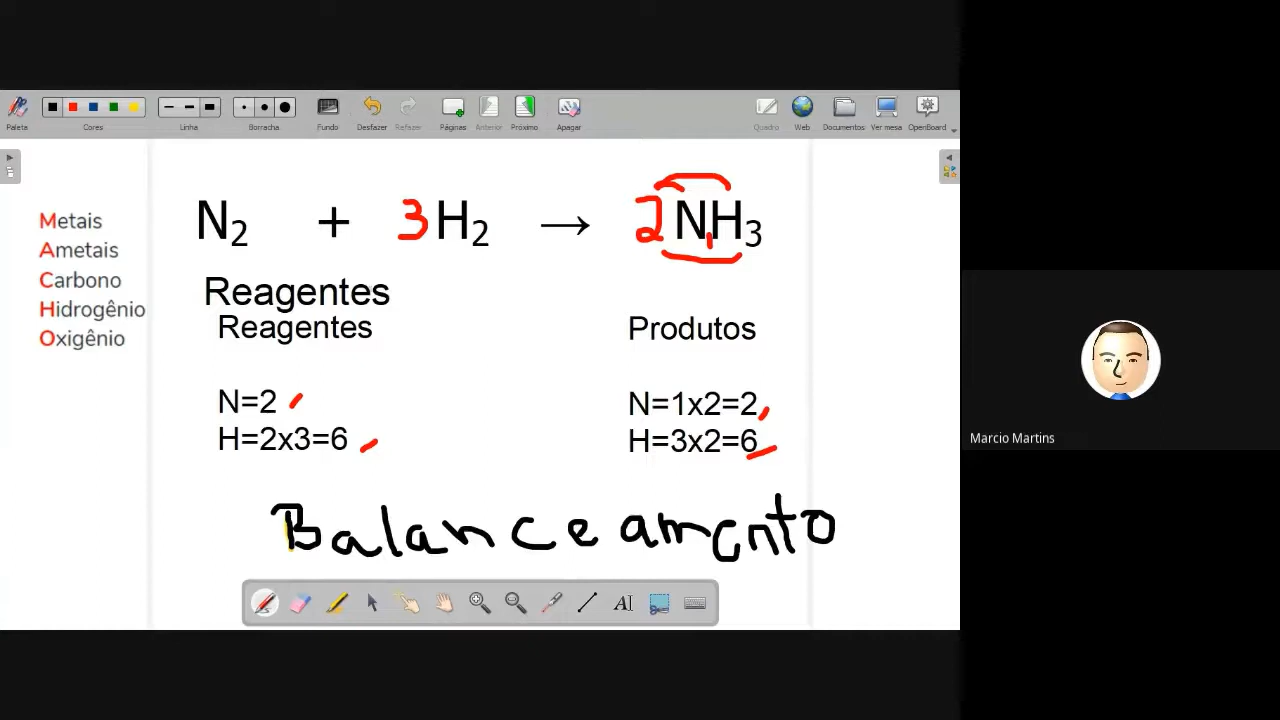 Paleta Cores Linha Borracha Fundo Desfazer Refazer Páginas Anterior Próximo Apagar Quadro Web Documentos Ver mesa OpenBoard
N2 + 3H2 → 2N1H3
Metais
Ametais
Carbono
Hidrogênio
Oxigênio
Reagentes
Reagentes Produtos
N=2 N=1x2=2
H=2x3=6 H=3x2=6
Balanceamento
Marcio Martins